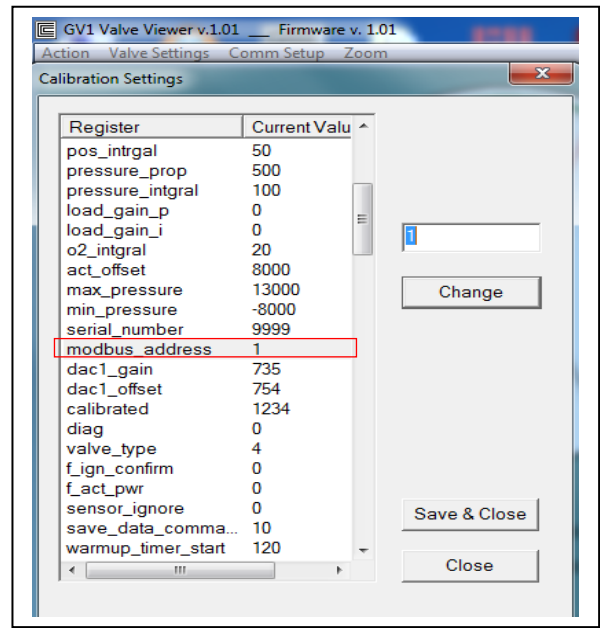 GV1 Valve Viewer v.1.01 __ Firmware v. 1.01
Action Valve Settings Comm Setup Zoom
Calibration Settings
Register Current Valu
pos_intrgal 50
pressure_prop 500
pressure_intgral 100
load_gain_p 0
load_gain_i 0
o2_intgral 20
act_offset 8000
max_pressure 13000
min_pressure -8000
serial_number 9999
modbus_address 1
dac1_gain 735
dac1_offset 754
calibrated 1234
diag 0
valve_type 4
f_ign_confirm 0
f_act_pwr 0
sensor_ignore 0
save_data_comma... 10
warmup_timer_start 120
1
Change
Save & Close
Close